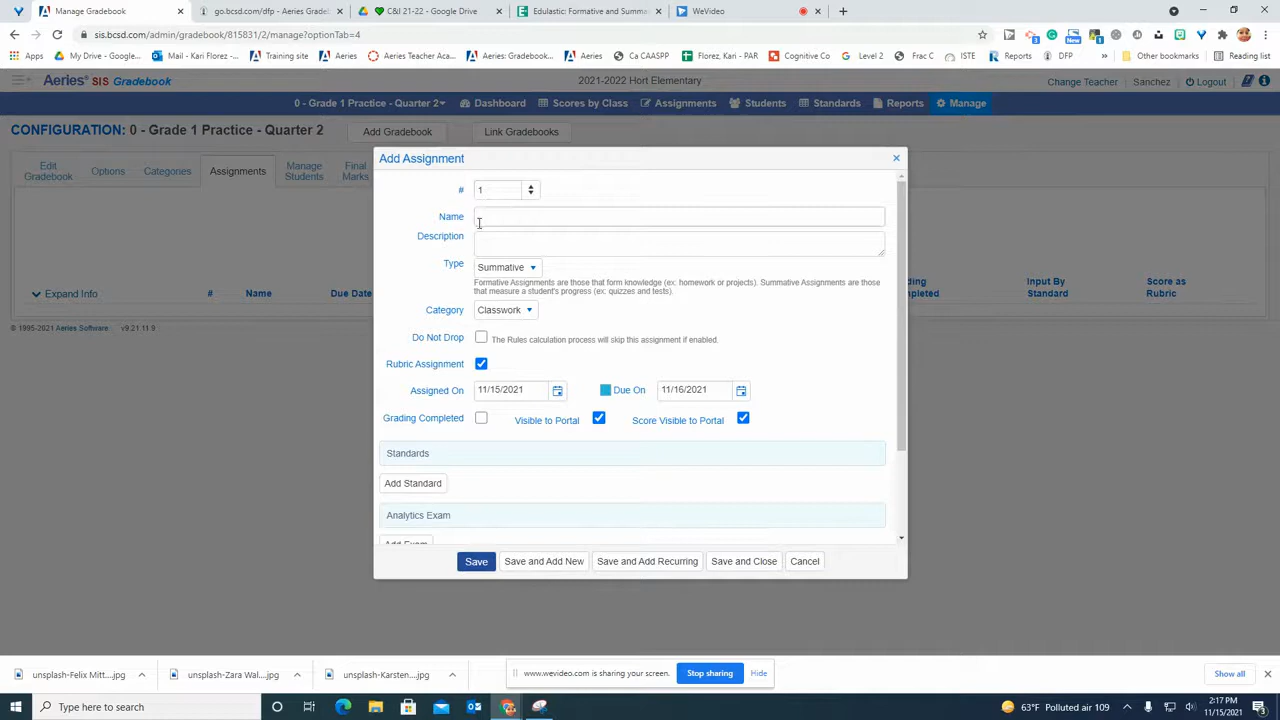 Manage Gradebook
go.bcsd.com/dfp - Aeries Gradeb
C&I 21-22 - Google Drive
Edulastic: Formative and Summa
WeVideo
sis.bcsd.com/admin/gradebook/815831/2/manage?optionTab=4
My Drive - Google...
Mail - Kari Florez -...
Training site
Aeries
Aeries Teacher Aca...
Aeries: Gradebook...
Aeries
Ca CAASPP
Florez, Kari - PAR
Cognitive Co
Level 2
Frac C
ISTE
Reports
DFP
Other bookmarks
Reading list
Aeries® SIS Gradebook
2021-2022 Hort Elementary
Change Teacher
Sanchez
Logout
0 - Grade 1 Practice - Quarter 2
Dashboard
Scores by Class
Assignments
Students
Standards
Reports
Manage
CONFIGURATION: 0 - Grade 1 Practice - Quarter 2
Add Gradebook
Link Gradebooks
Edit
Gradebook
Options
Categories
Assignments
Manage
Students
Final
Marks
Expand Info
#
Name
Due Date
Input By
Standard
Score as
Rubric
© 1995-2021 Aeries Software
v9.21.11.9
Add Assignment
#
1
Name
Description
Type
Summative
Formative Assignments are those that form knowledge (ex: homework or projects). Summative Assignments are those
that measure a student's progress (ex: quizzes and tests).
Category
Classwork
Do Not Drop
The Rules calculation process will skip this assignment if enabled.
Rubric Assignment
Assigned On
11/15/2021
Due On
11/16/2021
Grading Completed
Visible to Portal
Score Visible to Portal
Standards
Add Standard
Analytics Exam
Add Exam
Save
Save and Add New
Save and Add Recurring
Save and Close
Cancel
unsplash-Felix Mitt....jpg
unsplash-Zara Wal....jpg
unsplash-Karsten....jpg
www.wevideo.com is sharing your screen.
Stop sharing
Hide
Show all
Type here to search
63°F Polluted air 109
2:17 PM
11/15/2021